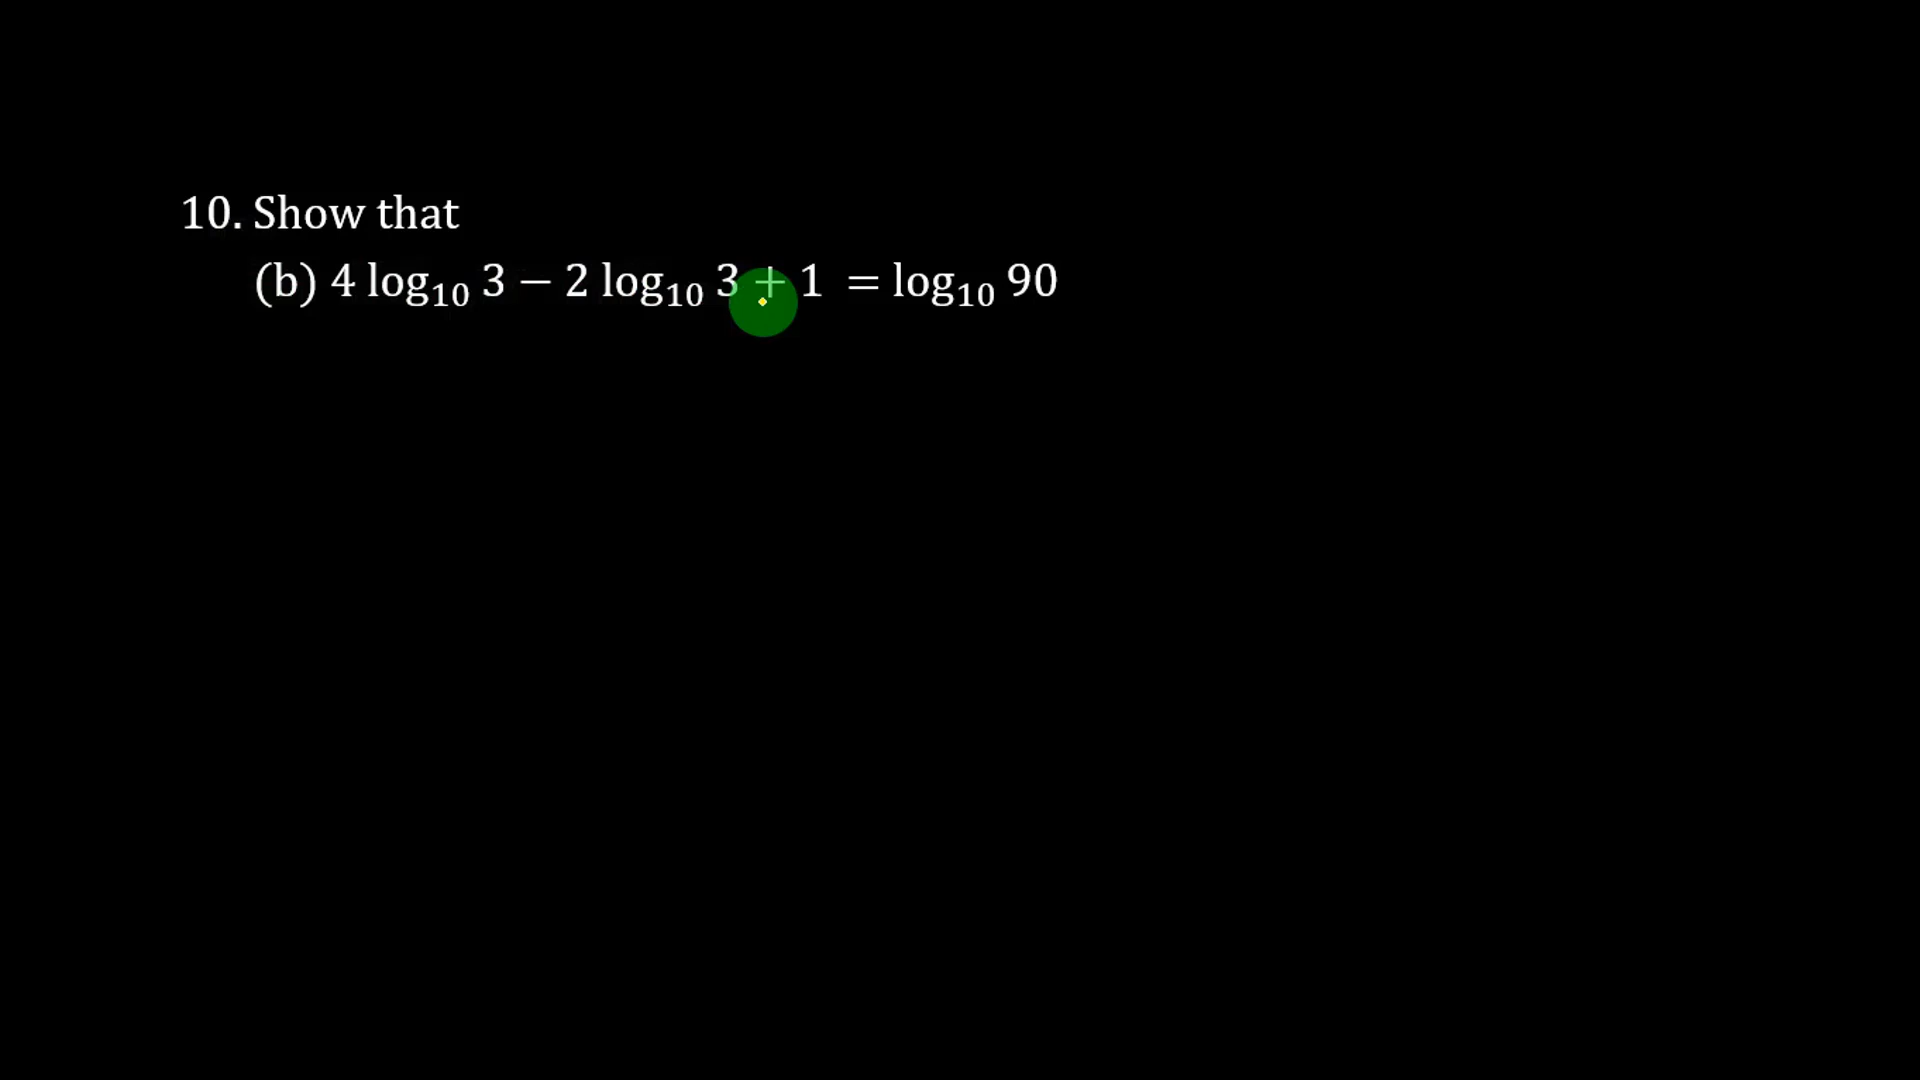 10. Show that
(b) 4 log₁₀ 3 − 2 log₁₀ 3 + 1 = log₁₀ 90